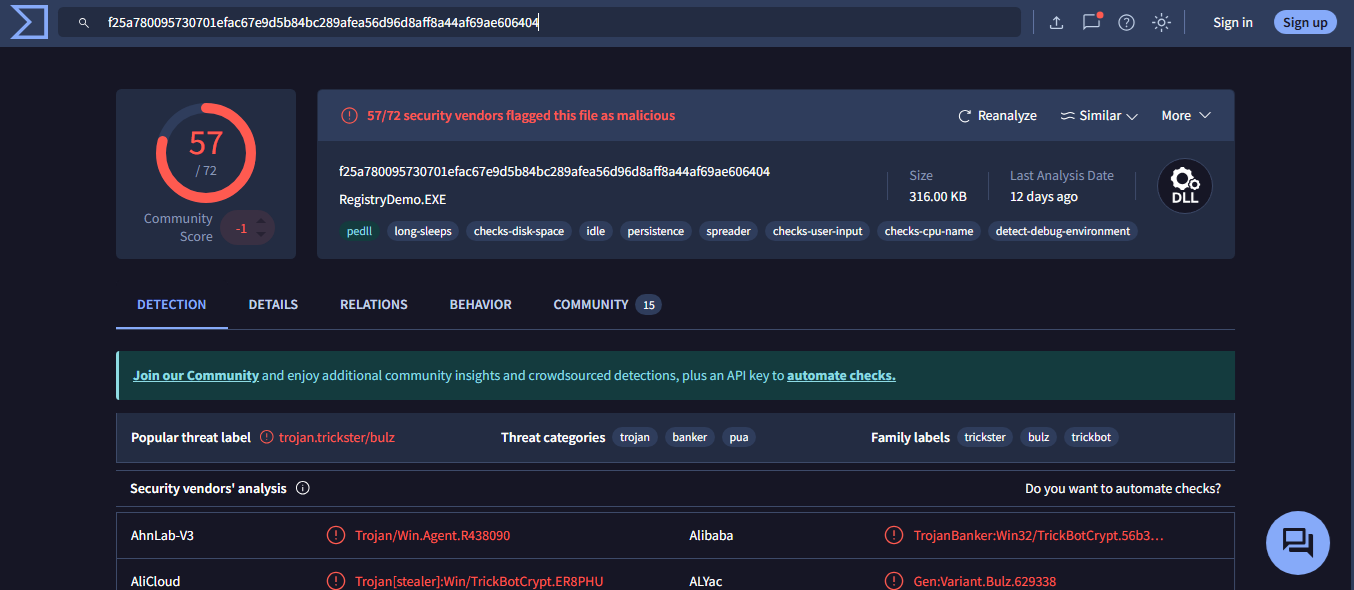 f25a780095730701efac67e9d5b84bc289afea56d96d8aff8a44af69ae606404
Sign in
Sign up
57
/ 72
Community
Score
-1
57/72 security vendors flagged this file as malicious
Reanalyze
Similar
More
f25a780095730701efac67e9d5b84bc289afea56d96d8aff8a44af69ae606404
RegistryDemo.EXE
Size
316.00 KB
Last Analysis Date
12 days ago
DLL
pedll
long-sleeps
checks-disk-space
idle
persistence
spreader
checks-user-input
checks-cpu-name
detect-debug-environment
DETECTION
DETAILS
RELATIONS
BEHAVIOR
COMMUNITY 15
Join our Community and enjoy additional community insights and crowdsourced detections, plus an API key to automate checks.
Popular threat label trojan.trickster/bulz
Threat categories trojan banker pua
Family labels trickster bulz trickbot
Security vendors' analysis
Do you want to automate checks?
AhnLab-V3 Trojan/Win.Agent.R438090
Alibaba TrojanBanker:Win32/TrickBotCrypt.56b3...
AliCloud Trojan[stealer]:Win/TrickBotCrypt.ER8PHU
ALYac Gen:Variant.Bulz.629338